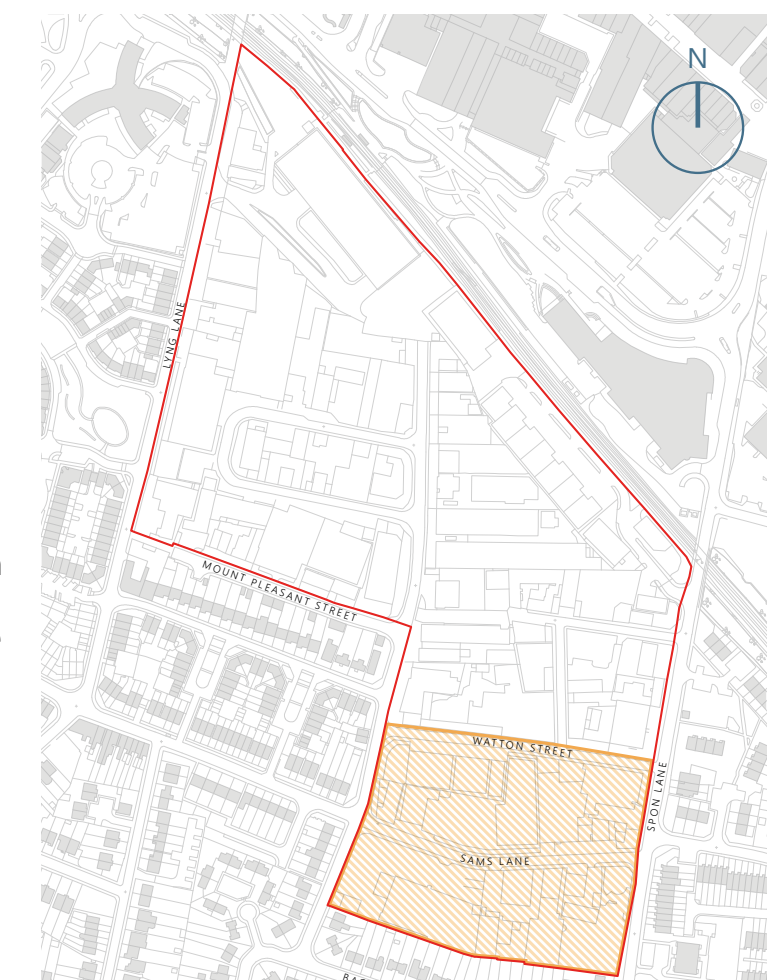 N
LYNG LANE
MOUNT PLEASANT STREET
WATTON STREET
SPON LANE
SAMS LANE